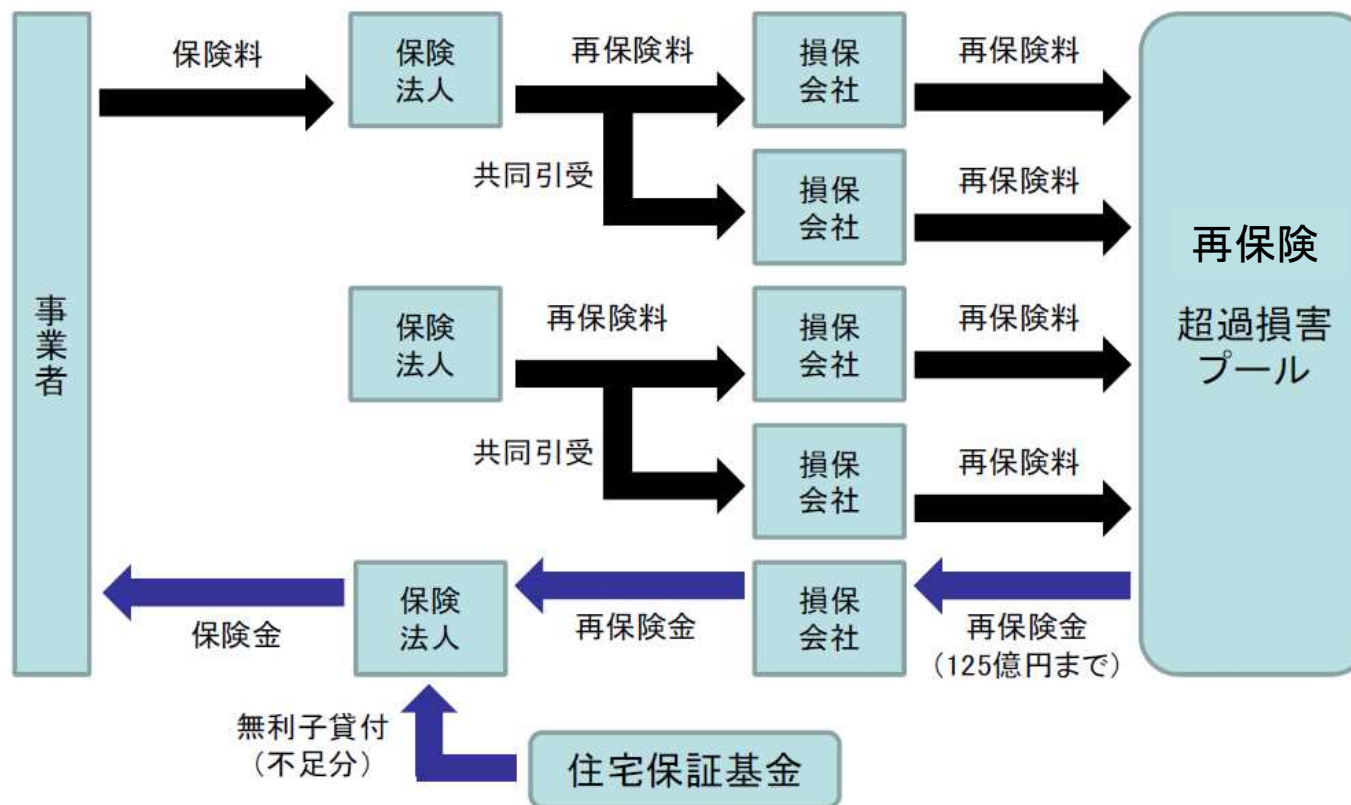 保険料
保険
法人
再保険料
共同引受
損保
会社
再保険料
損保
会社
再保険料
事業者
保険
法人
再保険料
共同引受
損保
会社
再保険料
損保
会社
再保険料
再保険
超過損害
プール
保険金
保険
法人
再保険金
損保
会社
再保険金
（125億円まで）
無利子貸付
（不足分）
住宅保証基金